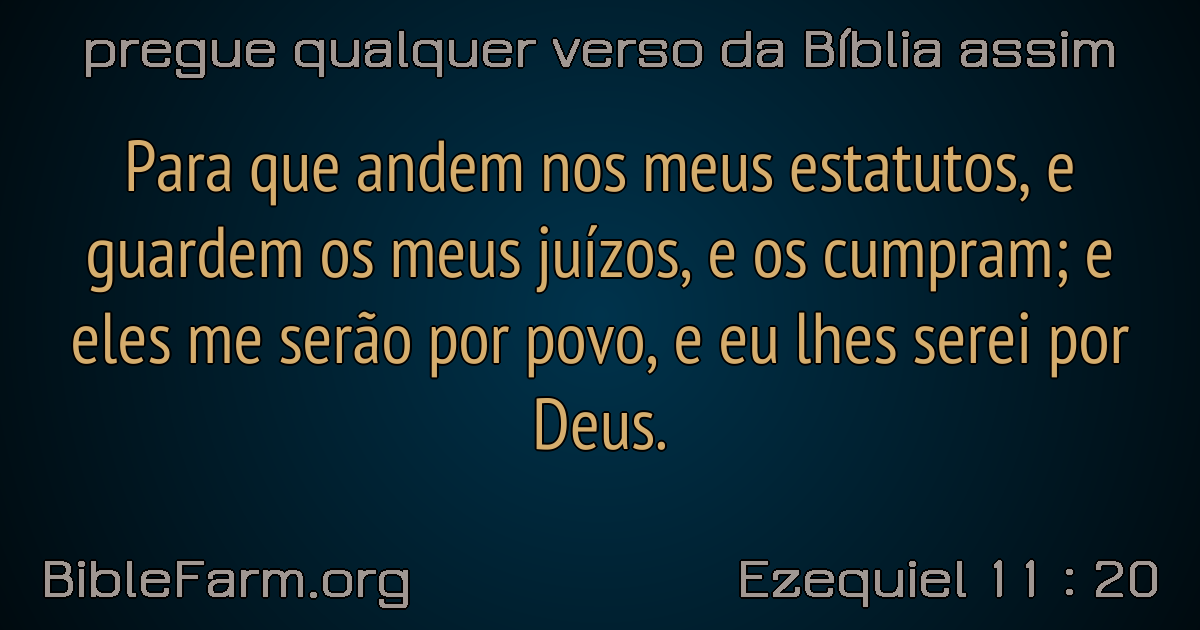 pregue qualquer verso da Bíblia assim
Para que andem nos meus estatutos, e
guardem os meus juízos, e os cumpram; e
eles me serão por povo, e eu lhes serei por
Deus.
BibleFarm.org
Ezequiel 11 : 20